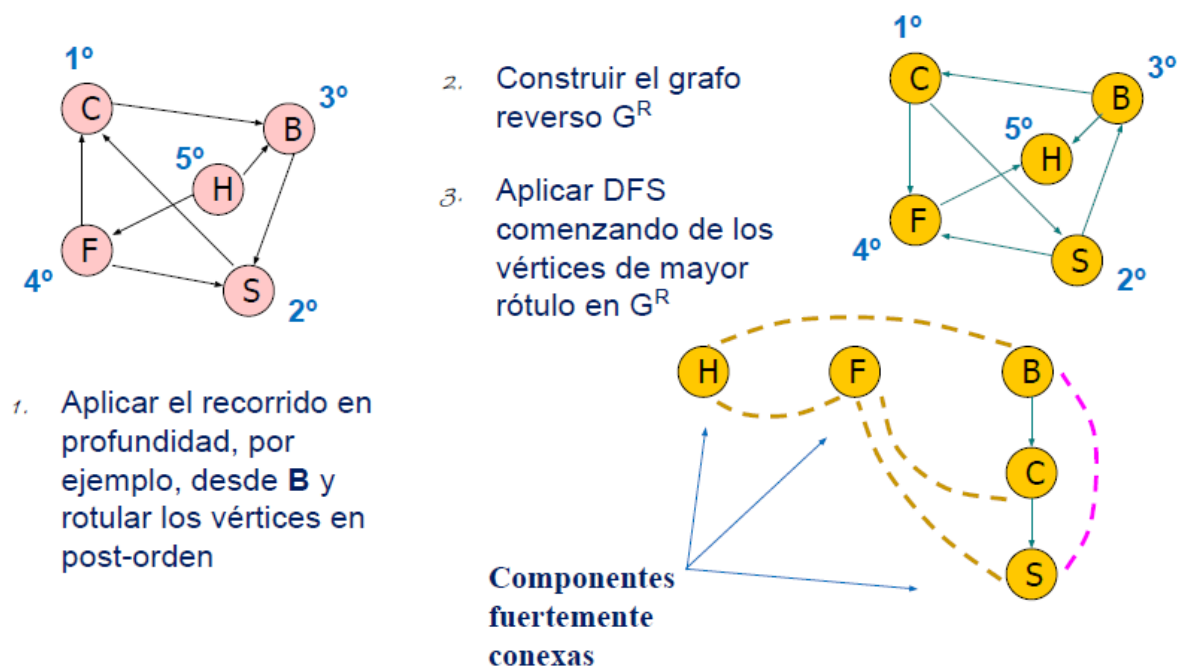 1º
C
3º
B
5º
H
F
4º
S
2º
1. Aplicar el recorrido en
profundidad, por
ejemplo, desde B y
rotular los vértices en
post-orden
2. Construir el grafo
reverso G^R
3. Aplicar DFS
comenzando de los
vértices de mayor
rótulo en G^R
1º
C
3º
B
5º
H
F
4º
S
2º
H
F
B
C
S
Componentes
fuertemente
conexas